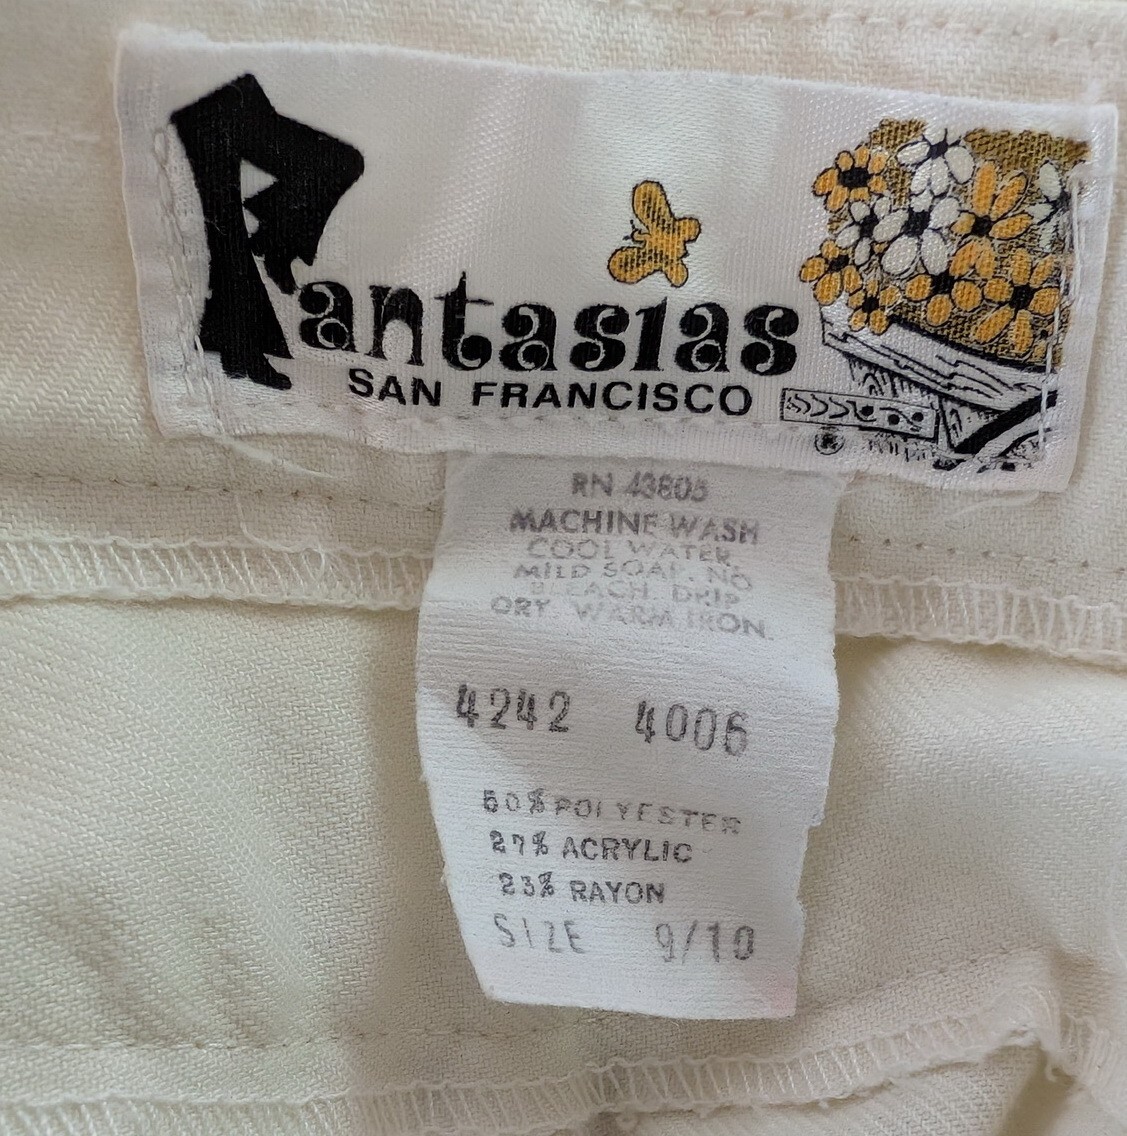 Fantasias
SAN FRANCISCO
®
RN 43805
MACHINE WASH
COOL WATER,
MILD SOAP. NO
BLEACH. DRIP
DRY. WARM IRON.
4242 4006
50% POLYESTER
27% ACRYLIC
23% RAYON
SIZE 9/10